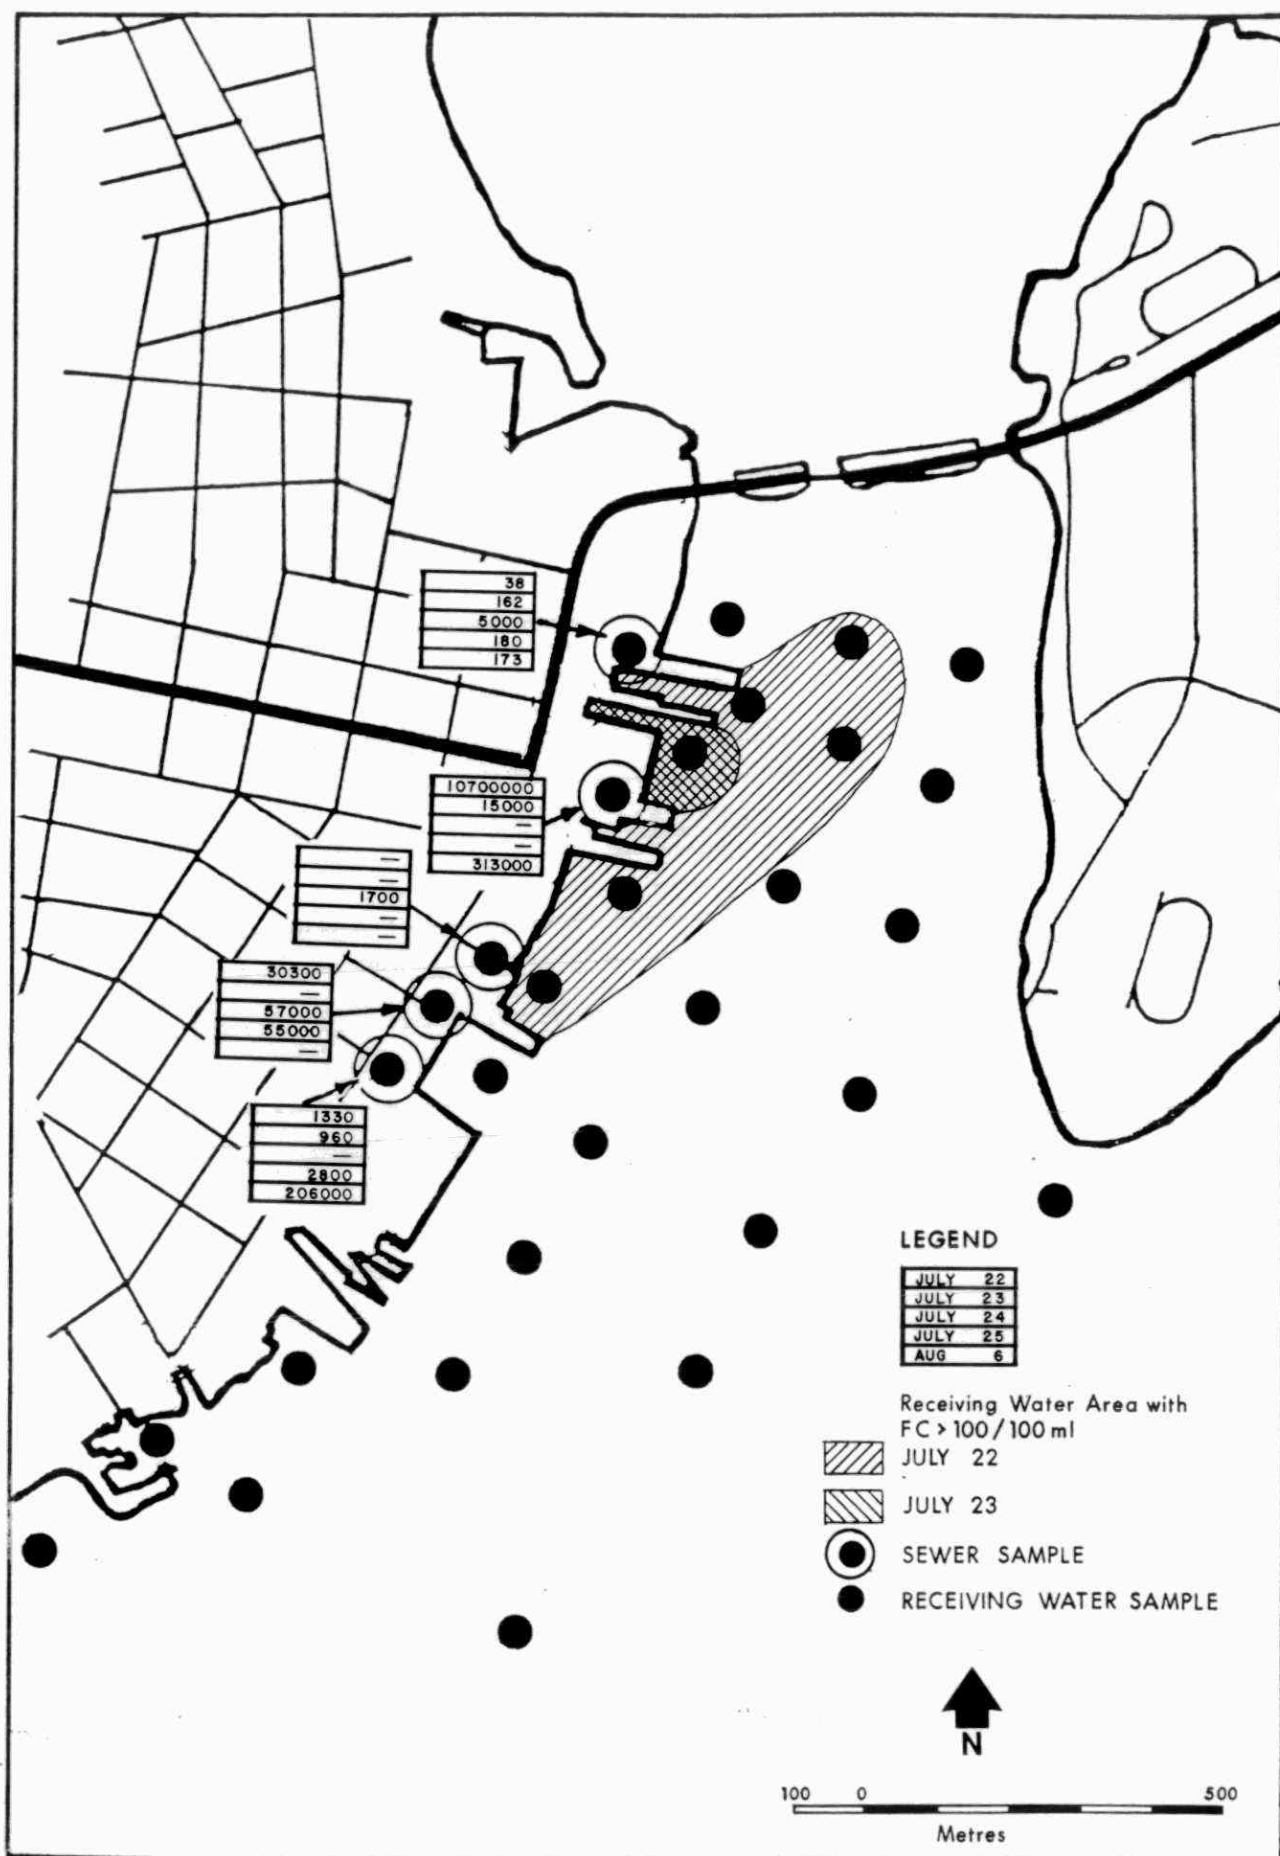 38
162
5000
180
173
10700000
15000
—
—
313000
—
—
1700
—
—
30300
—
57000
55000
—
1330
960
—
2800
206000
LEGEND
JULY 22
JULY 23
JULY 24
JULY 25
AUG 6
Receiving Water Area with
FC > 100/100 ml
JULY 22
JULY 23
SEWER SAMPLE
RECEIVING WATER SAMPLE
N
100 0 500
Metres